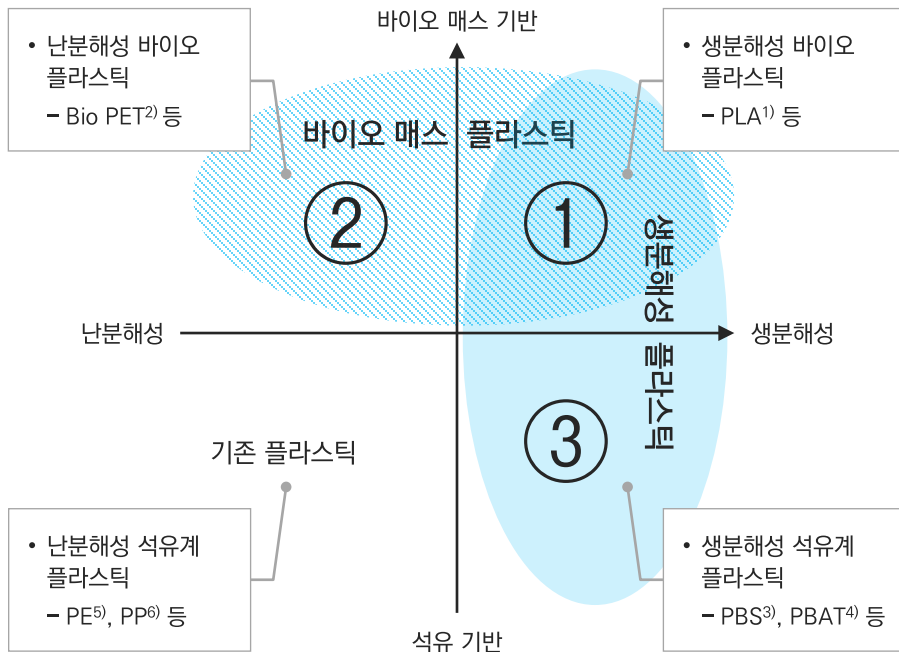 바이오 매스 기반
• 난분해성 바이오
플라스틱
– Bio PET2) 등
• 생분해성 바이오
플라스틱
– PLA1) 등
바이오 매스 플라스틱
②
①
생분해성 플라스틱
난분해성
생분해성
③
기존 플라스틱
• 난분해성 석유계
플라스틱
– PE5), PP6) 등
• 생분해성 석유계
플라스틱
– PBS3), PBAT4) 등
석유 기반